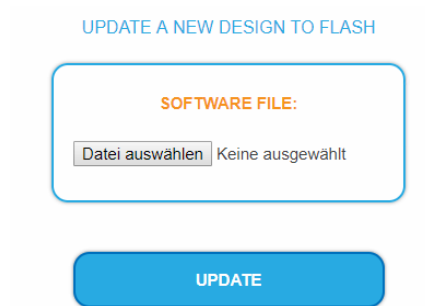 UPDATE A NEW DESIGN TO FLASH
SOFTWARE FILE:
Datei auswählen Keine ausgewählt
UPDATE